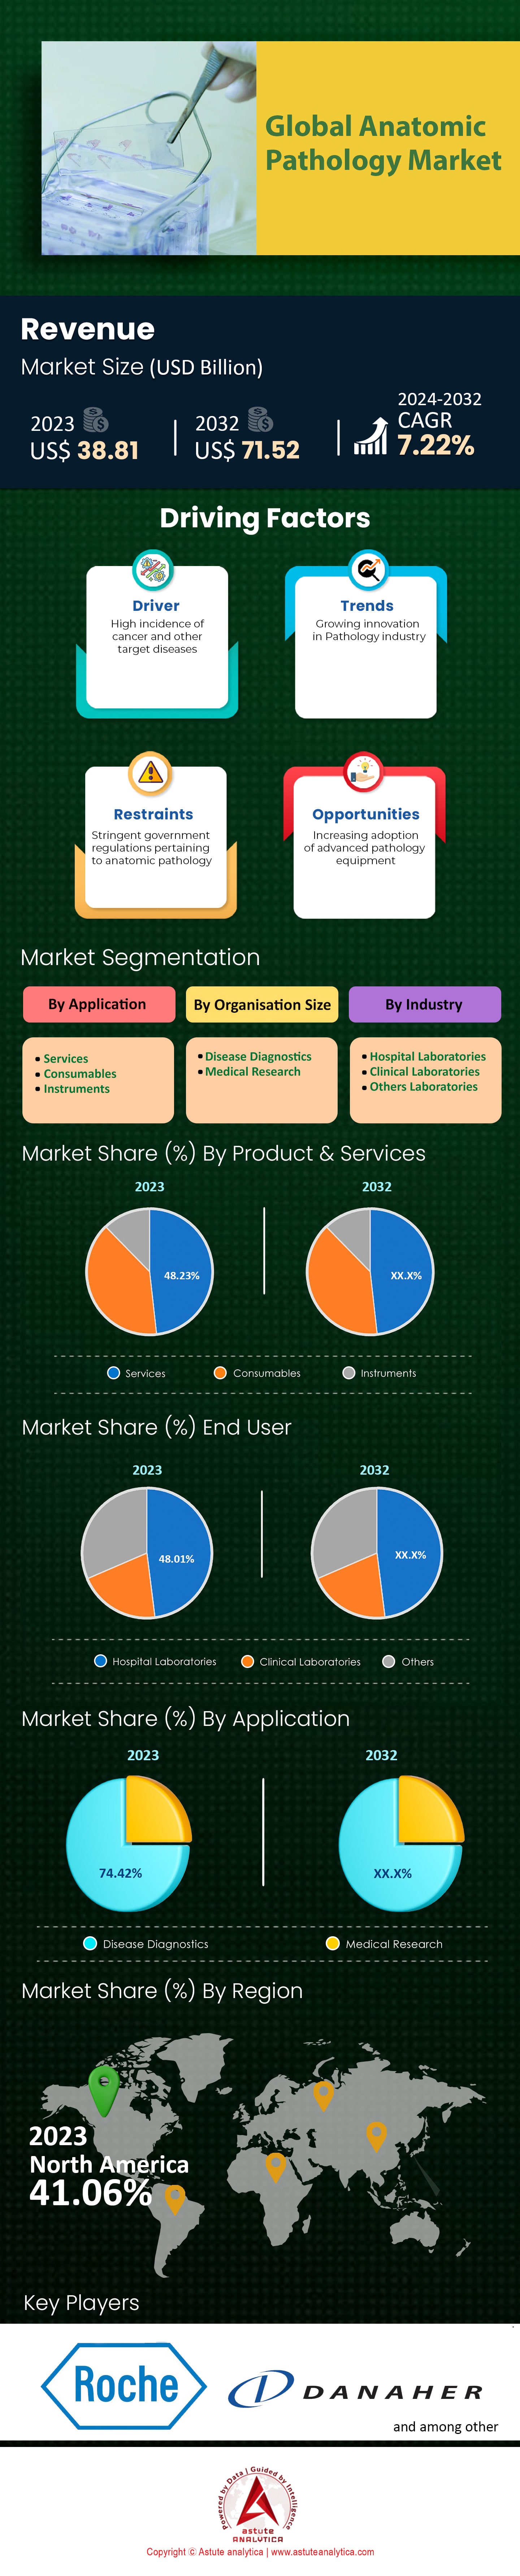 Global Anatomic
Pathology Market
Revenue
Market Size (USD Billion)
2023
US$ 38.81
2032
US$ 71.52
2024-2032
CAGR
7.22%
Driving Factors
Driver
High incidence of
cancer and other
target diseases
Trends
Growing innovation
in Pathology industry
Restraints
Stringent government
regulations pertaining
to anatomic pathology
Opportunities
Increasing adoption
of advanced pathology
equipment
Market Segmentation
By Application
Services
Consumables
Instruments
By Organisation Size
Disease Diagnostics
Medical Research
By Industry
Hospital Laboratories
Clinical Laboratories
Others Laboratories
Market Share (%) By Product & Services
2023
2032
48.23%
XX.X%
Services
Consumables
Instruments
Market Share (%) End User
2023
2032
48.01%
XX.X%
Hospital Laboratories
Clinical Laboratories
Others
Market Share (%) By Application
2023
2032
74.42%
XX.X%
Disease Diagnostics
Medical Research
Market Share (%) By Region
2023
North America
41.06%
Key Players
Roche
DANAHER
and among other
Powered by Data | Guided by Intelligence
astute
ANALYTICA
Copyright © Astute analytica | www.astuteanalytica.com